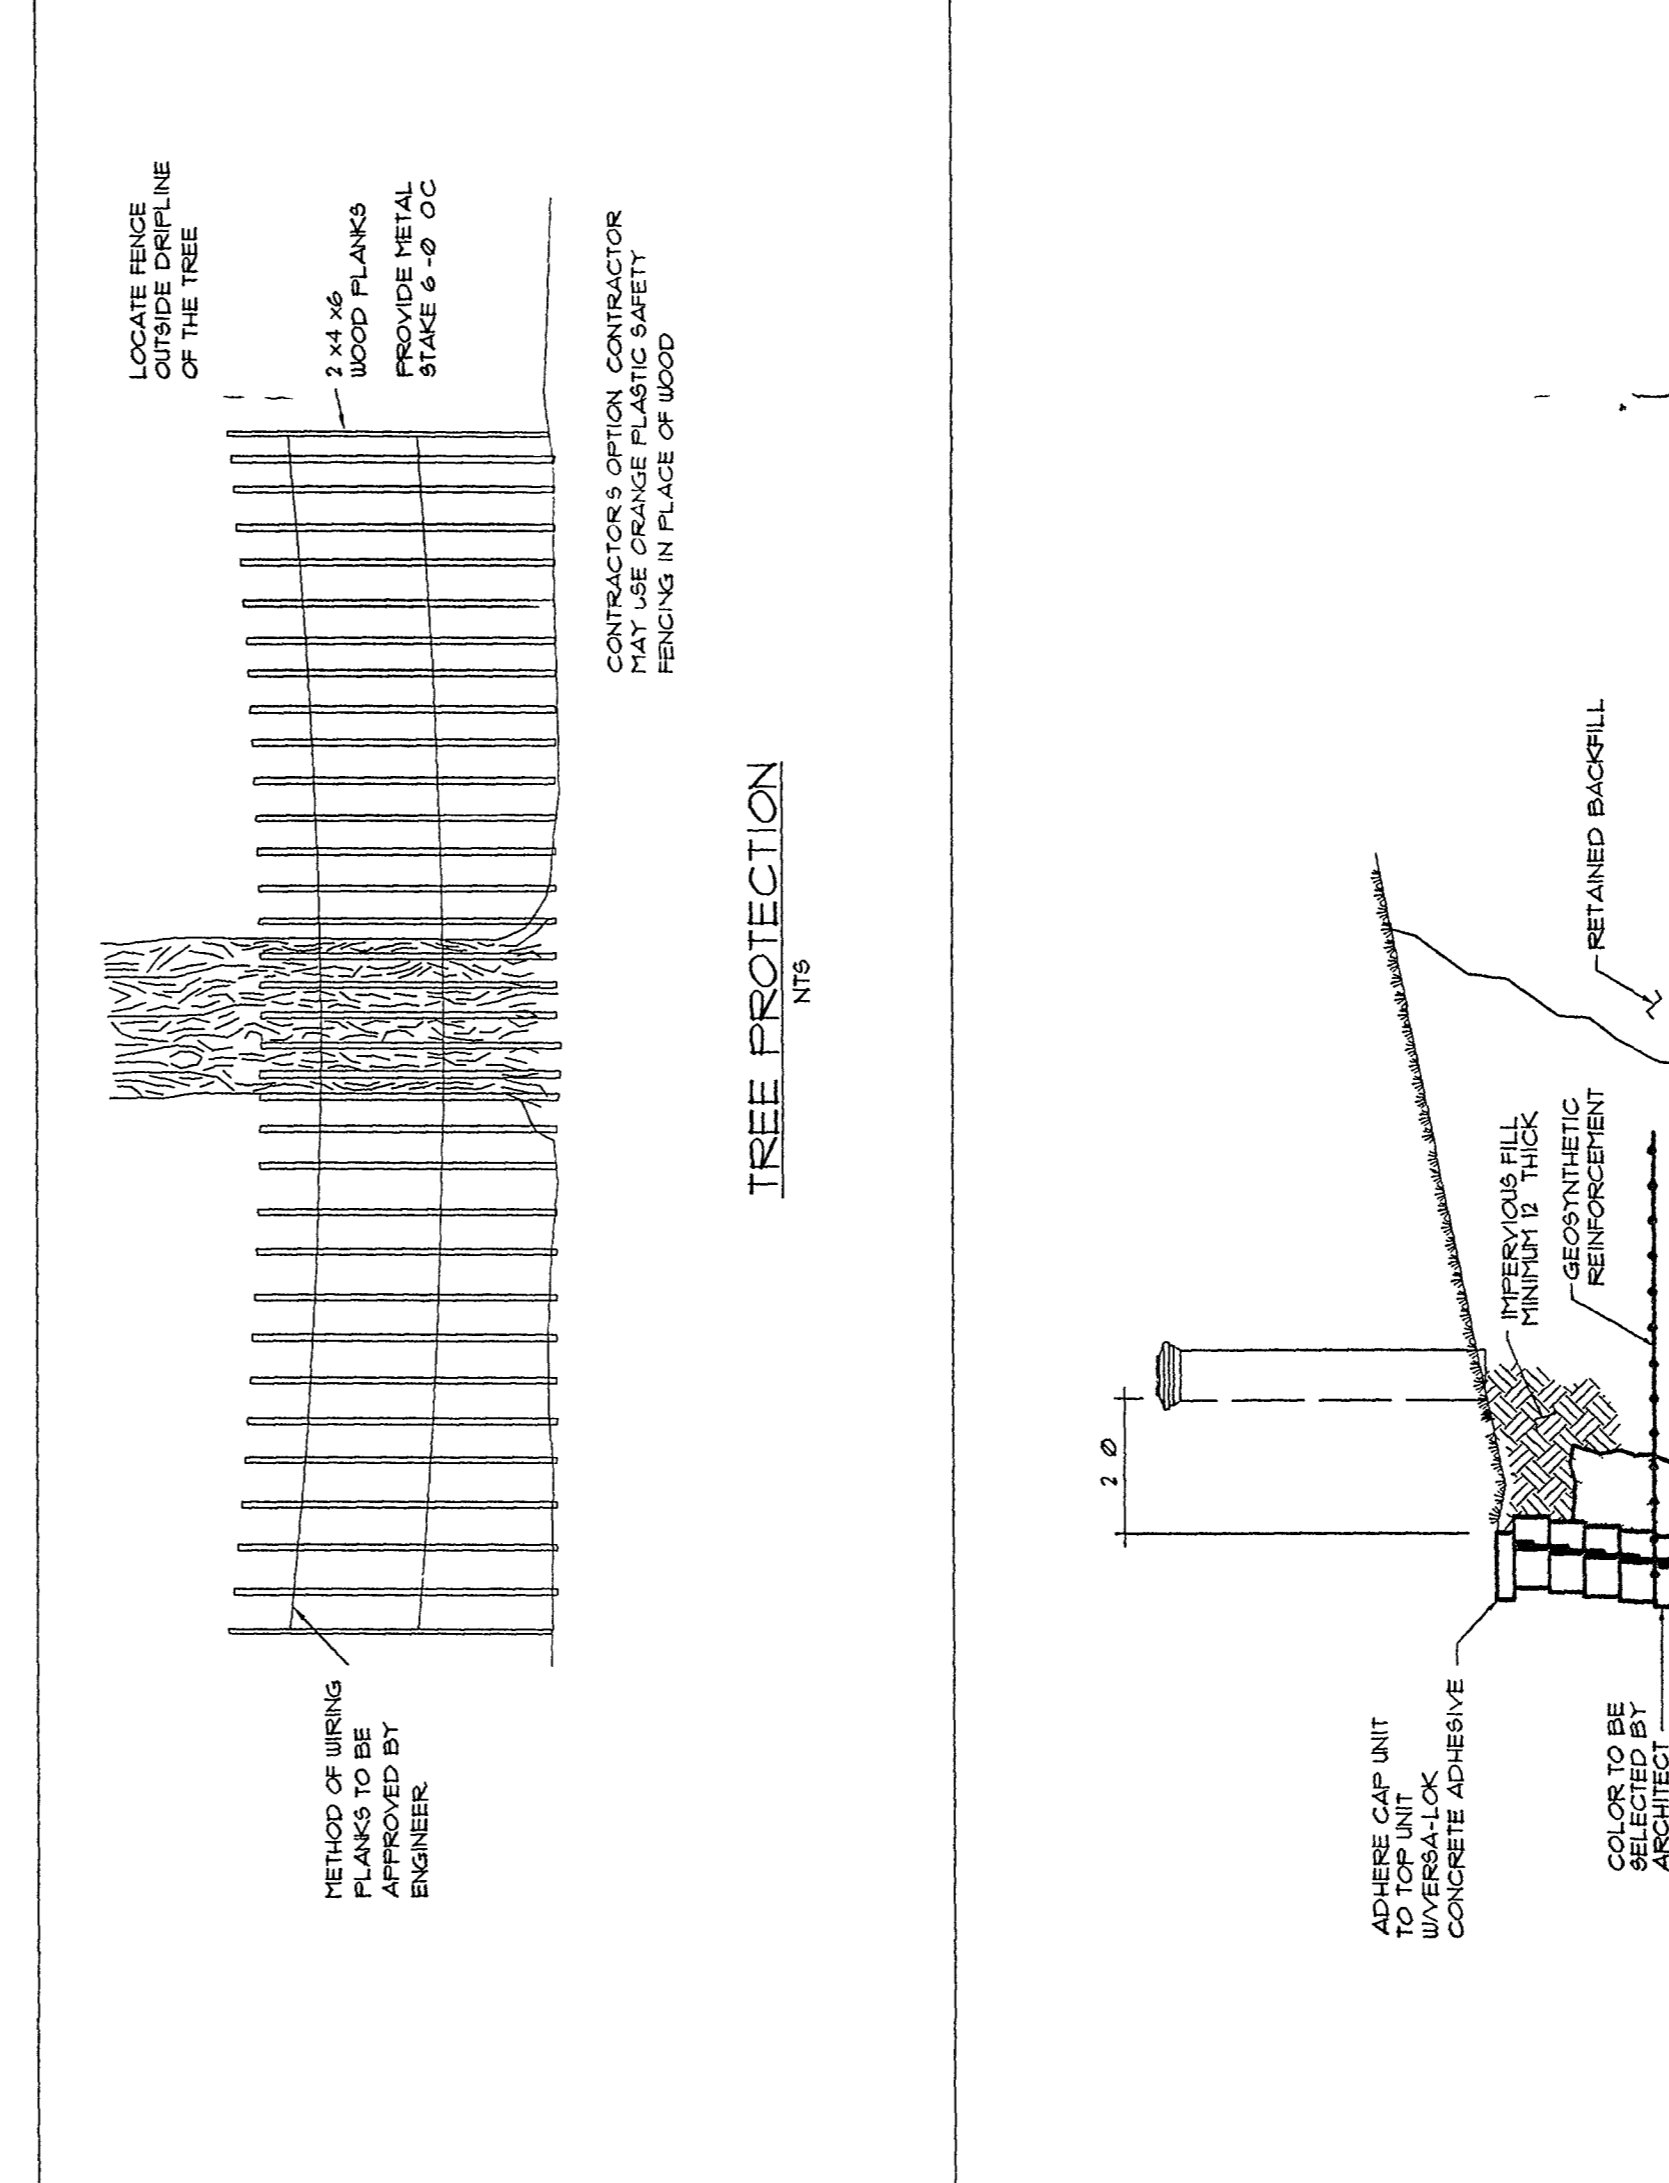 LOCATE FENCE
OUTSIDE DRIPLINE
OF THE TREE
2 x4 x6
WOOD PLANKS
PROVIDE METAL
STAKE 6 -0 OC
METHOD OF WIRING
PLANKS TO BE
APPROVED BY
ENGINEER
CONTRACTORS OPTION CONTRACTOR
MAY USE ORANGE PLASTIC SAFETY
FENCING IN PLACE OF WOOD
TREE PROTECTION
NTS
2 0
ADHERE CAP UNIT
TO TOP UNIT
W/VERSA-LOK
CONCRETE ADHESIVE
IMPERVIOUS FILL
MINIMUM 12 THICK
GEOSYNTHETIC
REINFORCEMENT
RETAINED BACKFILL
COLOR TO BE
SELECTED BY
ARCHITECT